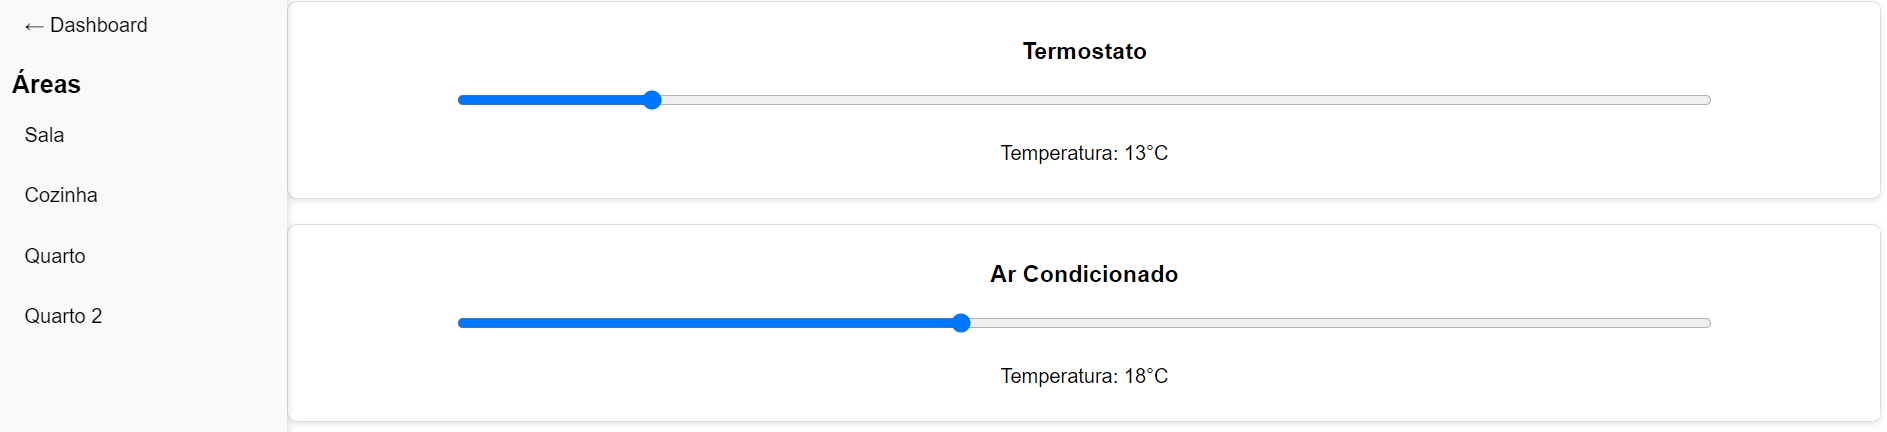 ← Dashboard
Áreas
Sala
Cozinha
Quarto
Quarto 2
Termostato
Temperatura: 13°C
Ar Condicionado
Temperatura: 18°C